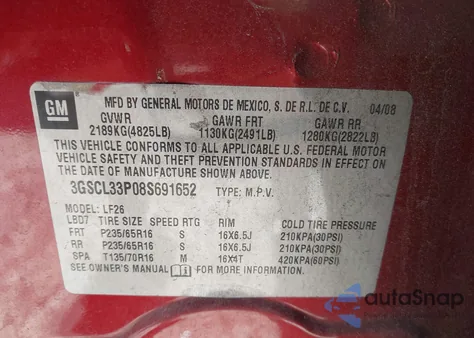 GM
MFD BY GENERAL MOTORS DE MEXICO, S. DE R.L. DE C.V. 04/08
GVWR GAWR FRT GAWR RR
2189KG(4825LB) 1130KG(2491LB) 1280KG(2822LB)
THIS VEHICLE CONFORMS TO ALL APPLICABLE U.S. FEDERAL MOTOR
VEHICLE SAFETY AND THEFT PREVENTION STANDARDS IN EFFECT ON
THE DATE OF MANUFACTURE SHOWN ABOVE.
3GSCL33P08S691652 TYPE: M.P.V.
MODEL: LF26
LBD7 TIRE SIZE SPEED RTG RIM COLD TIRE PRESSURE
FRT P235/65R16 S 16X6.5J 210KPA(30PSI)
RR P235/65R16 S 16X6.5J 210KPA(30PSI)
SPA T135/70R16 M 16X4T 420KPA(60PSI)
SEE OWNER'S MANUAL FOR MORE INFORMATION.
autoSnap